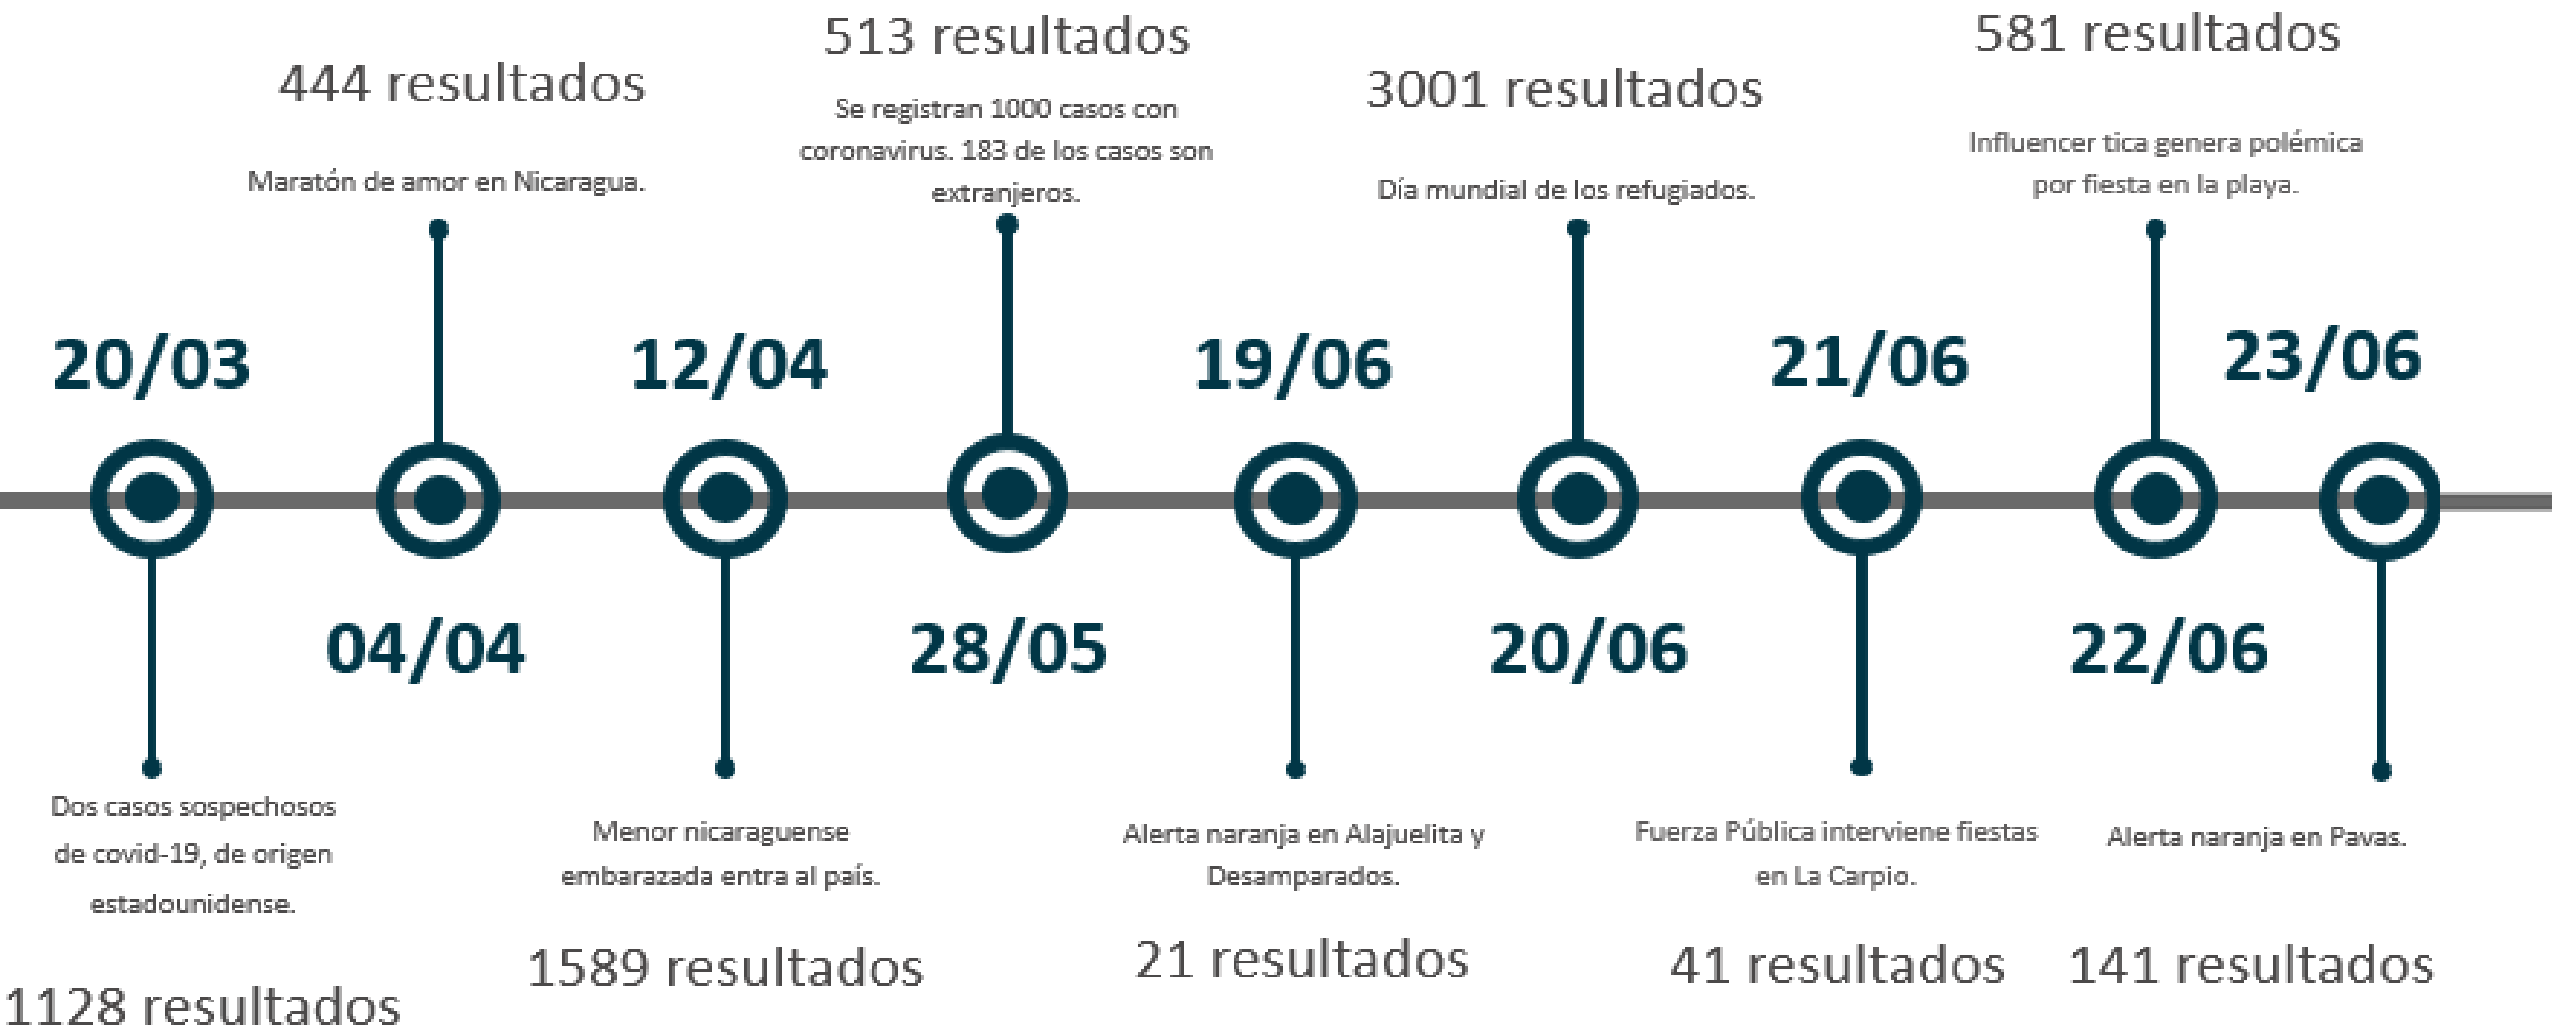 513 resultados
581 resultados
444 resultados
3001 resultados
Se registran 1000 casos con
coronavirus. 183 de los casos son
extranjeros.
Maratón de amor en Nicaragua.
Día mundial de los refugiados.
Influencer tica genera polémica
por fiesta en la playa.
20/03
12/04
19/06
21/06
23/06
04/04
28/05
20/06
22/06
Dos casos sospechosos
de covid-19, de origen
estadounidense.
1128 resultados
Menor nicaraguense
embarazada entra al país.
1589 resultados
Alerta naranja en Alajuelita y
Desamparados.
21 resultados
Fuerza Pública interviene fiestas
en La Carpio.
41 resultados
Alerta naranja en Pavas.
141 resultados